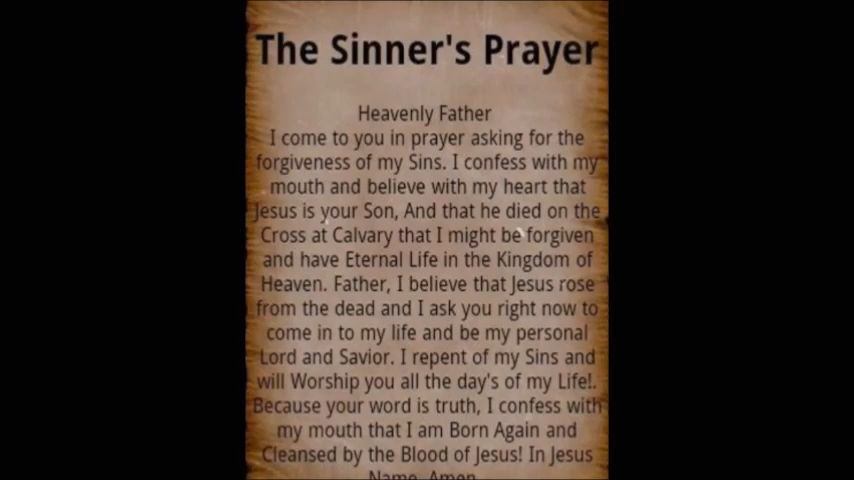 The Sinner's Prayer
Heavenly Father
I come to you in prayer asking for the
forgiveness of my Sins. I confess with my
mouth and believe with my heart that
Jesus is your Son, And that he died on the
Cross at Calvary that I might be forgiven
and have Eternal Life in the Kingdom of
Heaven. Father, I believe that Jesus rose
from the dead and I ask you right now to
come in to my life and be my personal
Lord and Savior. I repent of my Sins and
will Worship you all the day's of my Life!.
Because your word is truth, I confess with
my mouth that I am Born Again and
Cleansed by the Blood of Jesus! In Jesus
Name, Amen.